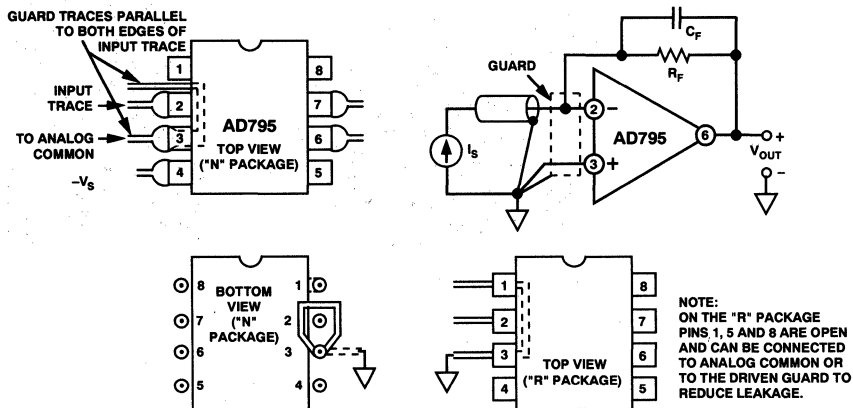 GUARD TRACES PARALLEL
TO BOTH EDGES OF
INPUT TRACE
INPUT
TRACE
TO ANALOG
COMMON
–VS
1
2
3
4
8
7
6
5
AD795
TOP VIEW
("N" PACKAGE)
GUARD
IS
CF
RF
2
–
3
+
AD795
6
+
VOUT
–
8
7
6
5
BOTTOM
VIEW
("N"
PACKAGE)
1
2
3
4
1
2
3
4
TOP VIEW
("R" PACKAGE)
8
7
6
5
NOTE:
ON THE "R" PACKAGE
PINS 1, 5 AND 8 ARE OPEN
AND CAN BE CONNECTED
TO ANALOG COMMON OR
TO THE DRIVEN GUARD TO
REDUCE LEAKAGE.